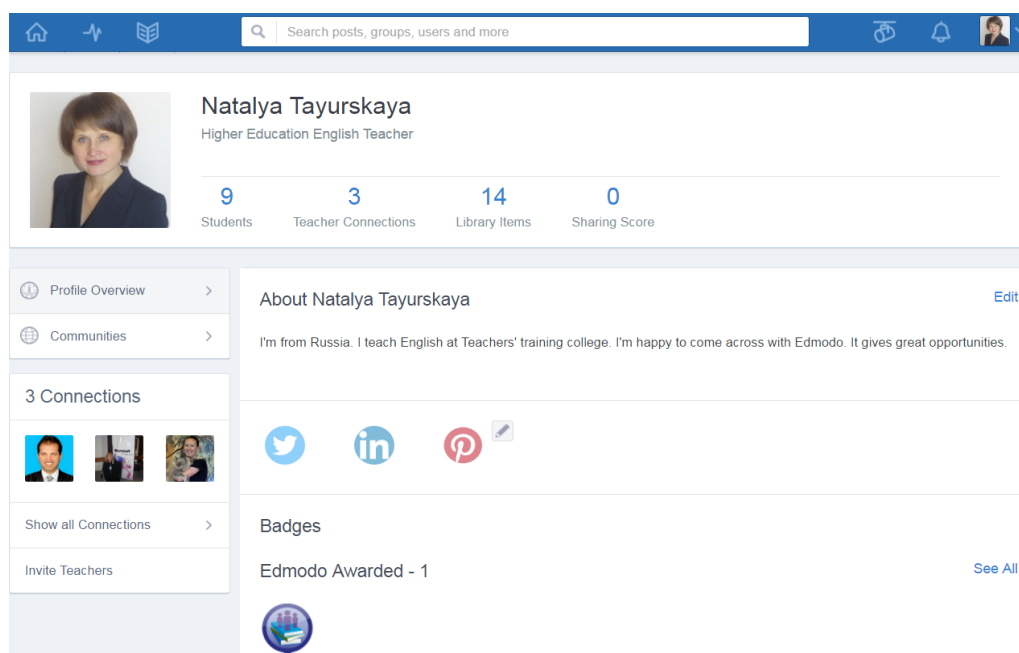 Search posts, groups, users and more
Natalya Tayurskaya
Higher Education English Teacher
9
Students
3
Teacher Connections
14
Library Items
0
Sharing Score
Profile Overview
Communities
3 Connections
Show all Connections
Invite Teachers
About Natalya Tayurskaya
Edit
I'm from Russia. I teach English at Teachers' training college. I'm happy to come across with Edmodo. It gives great opportunities.
in
Badges
Edmodo Awarded - 1
See All